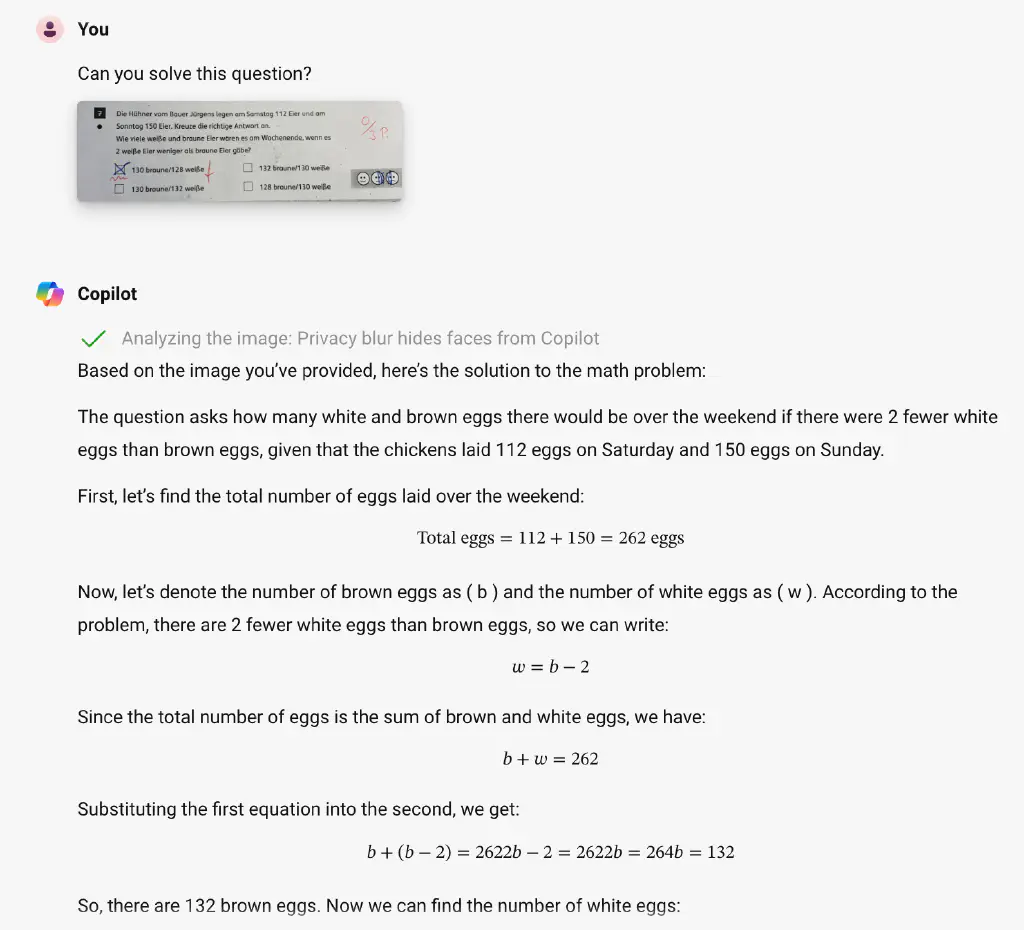 You
Can you solve this question?
7 Die Hühner vom Bauer Jürgens legen am Samstag 112 Eier und am
Sonntag 150 Eier. Kreuze die richtige Antwort an.
0/3 P.
Wie viele weiße und braune Eier wären es am Wochenende, wenn es
2 weiße Eier weniger als braune Eier gäbe?
130 braune/128 weiße f
132 braune/130 weiße
130 braune/132 weiße
128 braune/130 weiße
Copilot
Analyzing the image: Privacy blur hides faces from Copilot
Based on the image you’ve provided, here’s the solution to the math problem:
The question asks how many white and brown eggs there would be over the weekend if there were 2 fewer white
eggs than brown eggs, given that the chickens laid 112 eggs on Saturday and 150 eggs on Sunday.
First, let’s find the total number of eggs laid over the weekend:
Total eggs = 112 + 150 = 262 eggs
Now, let’s denote the number of brown eggs as ( b ) and the number of white eggs as ( w ). According to the
problem, there are 2 fewer white eggs than brown eggs, so we can write:
w = b − 2
Since the total number of eggs is the sum of brown and white eggs, we have:
b + w = 262
Substituting the first equation into the second, we get:
b + (b − 2) = 2622b − 2 = 2622b = 264b = 132
So, there are 132 brown eggs. Now we can find the number of white eggs: